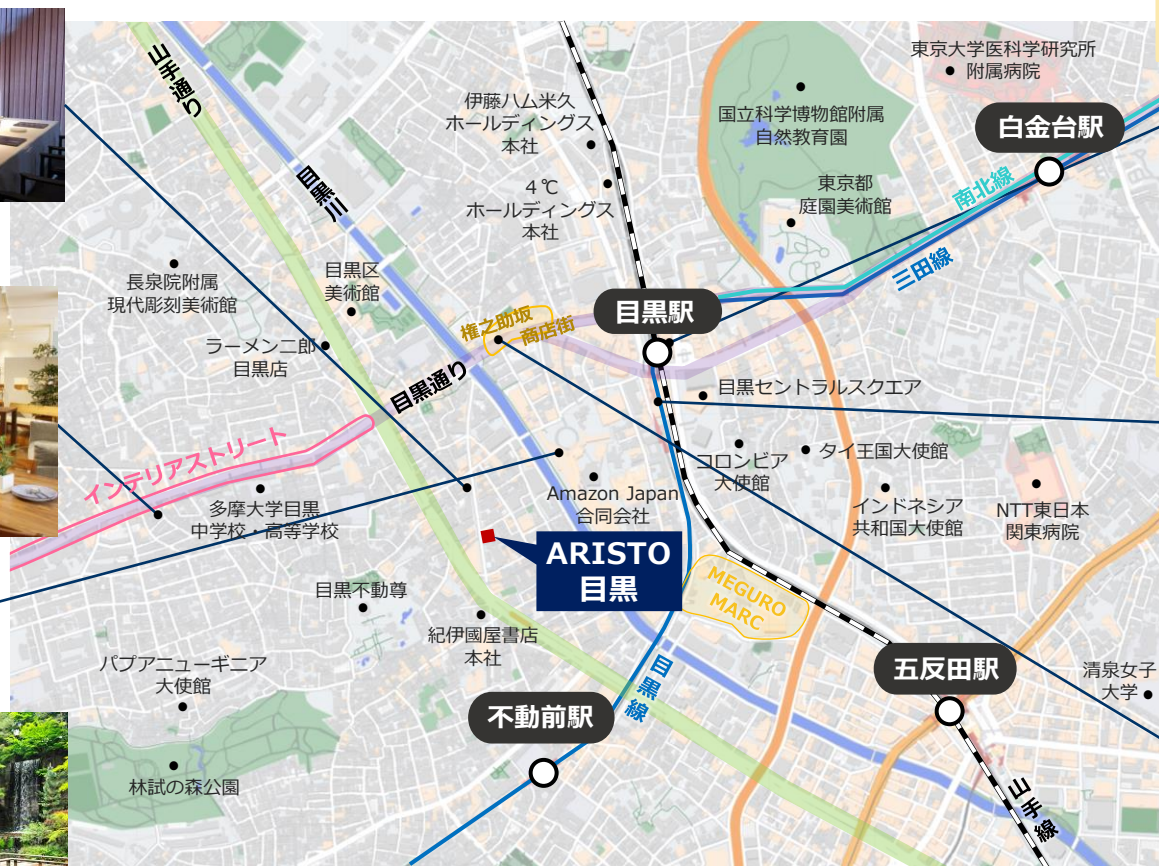 山手通り
東京大学医科学研究所
附属病院
伊藤ハム米久
ホールディングス
本社
国立科学博物館附属
自然教育園
白金台駅
目黒川
4℃
ホールディングス
本社
東京都
庭園美術館
南北線
三田線
長泉院附属
現代彫刻美術館
目黒区
美術館
目黒駅
権之助坂
商店街
ラーメン二郎
目黒店
目黒通り
目黒セントラルスクエア
インテリアストリート
コロンビア
大使館
タイ王国大使館
多摩大学目黒
中学校・高等学校
Amazon Japan
合同会社
インドネシア
共和国大使館
NTT東日本
関東病院
ARISTO
目黒
MEGURO
MARC
目黒不動尊
紀伊國屋書店
本社
パプアニューギニア
大使館
目黒線
五反田駅
清泉女子
大学
不動前駅
林試の森公園
山手線